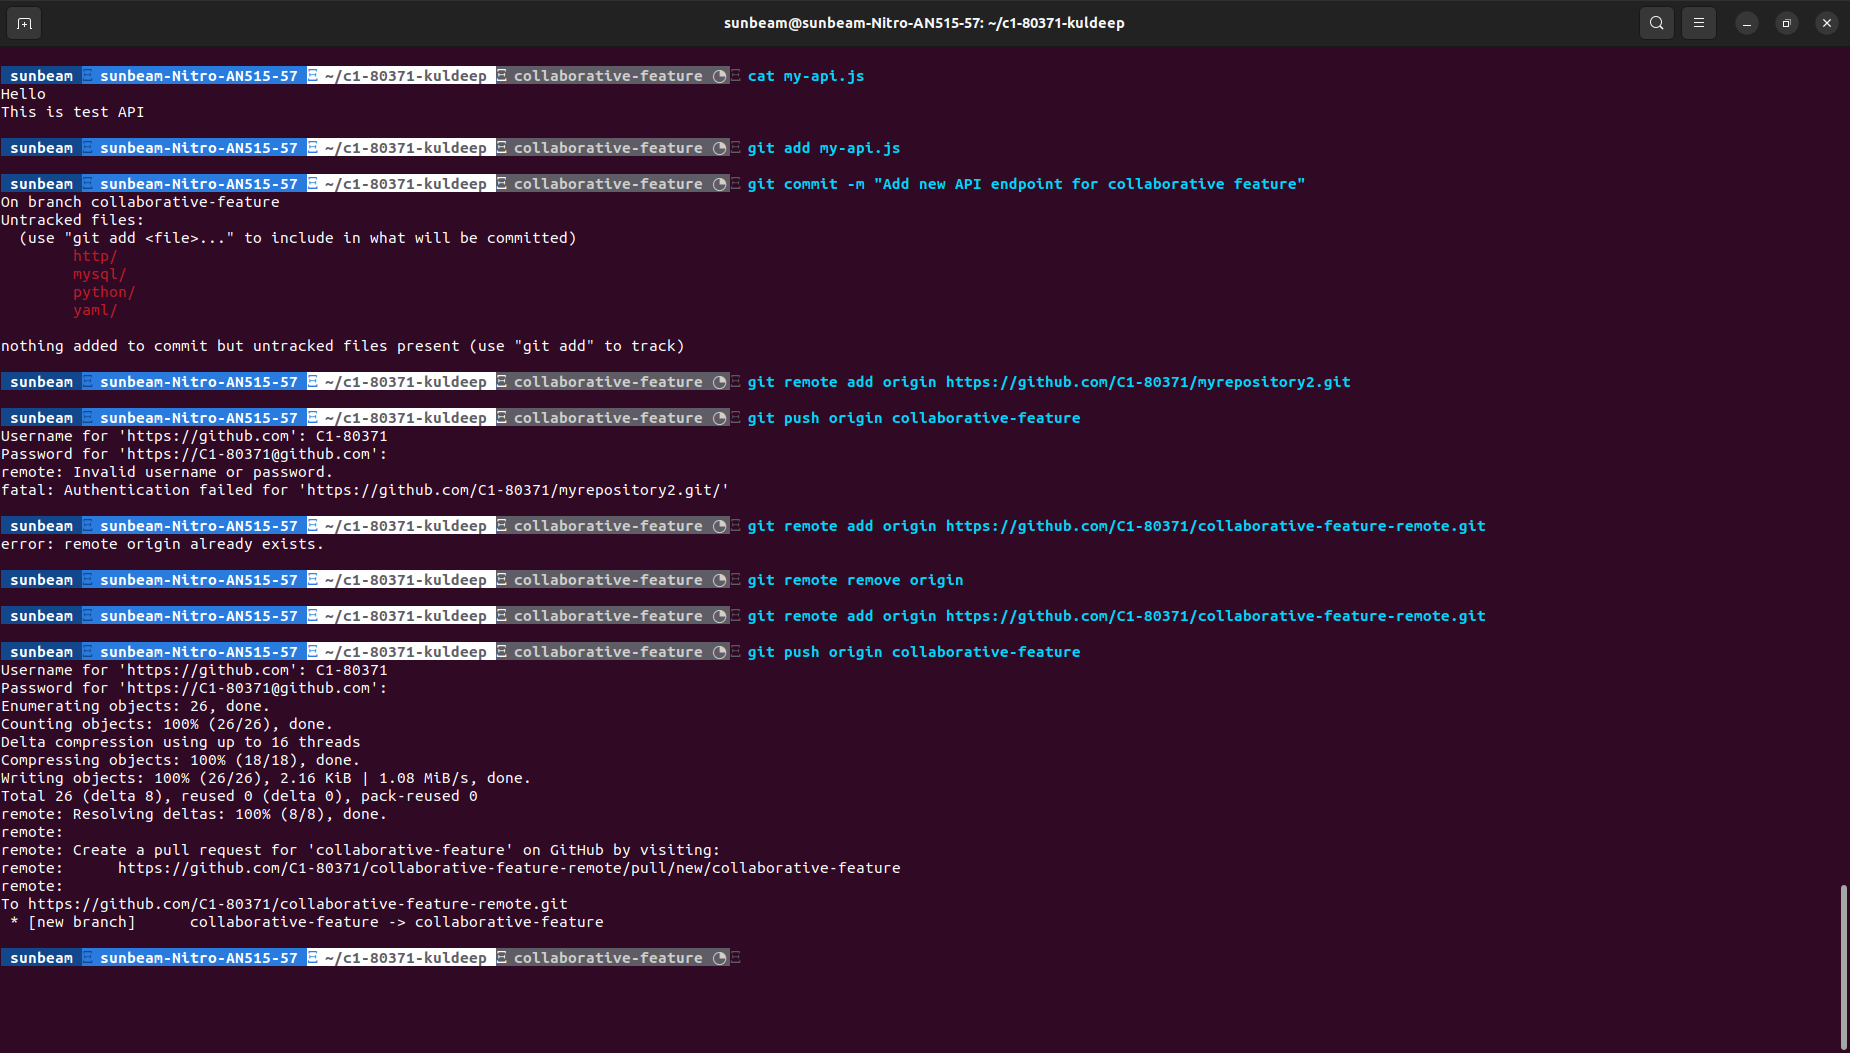 sunbeam@sunbeam-Nitro-AN515-57: ~/c1-80371-kuldeep
sunbeam sunbeam-Nitro-AN515-57 ~/c1-80371-kuldeep collaborative-feature cat my-api.js
Hello
This is test API
sunbeam sunbeam-Nitro-AN515-57 ~/c1-80371-kuldeep collaborative-feature git add my-api.js
sunbeam sunbeam-Nitro-AN515-57 ~/c1-80371-kuldeep collaborative-feature git commit -m "Add new API endpoint for collaborative feature"
On branch collaborative-feature
Untracked files:
(use "git add <file>..." to include in what will be committed)
http/
mysql/
python/
yaml/
nothing added to commit but untracked files present (use "git add" to track)
sunbeam sunbeam-Nitro-AN515-57 ~/c1-80371-kuldeep collaborative-feature git remote add origin https://github.com/C1-80371/myrepository2.git
sunbeam sunbeam-Nitro-AN515-57 ~/c1-80371-kuldeep collaborative-feature git push origin collaborative-feature
Username for 'https://github.com': C1-80371
Password for 'https://C1-80371@github.com':
remote: Invalid username or password.
fatal: Authentication failed for 'https://github.com/C1-80371/myrepository2.git/'
sunbeam sunbeam-Nitro-AN515-57 ~/c1-80371-kuldeep collaborative-feature git remote add origin https://github.com/C1-80371/collaborative-feature-remote.git
error: remote origin already exists.
sunbeam sunbeam-Nitro-AN515-57 ~/c1-80371-kuldeep collaborative-feature git remote remove origin
sunbeam sunbeam-Nitro-AN515-57 ~/c1-80371-kuldeep collaborative-feature git remote add origin https://github.com/C1-80371/collaborative-feature-remote.git
sunbeam sunbeam-Nitro-AN515-57 ~/c1-80371-kuldeep collaborative-feature git push origin collaborative-feature
Username for 'https://github.com': C1-80371
Password for 'https://C1-80371@github.com':
Enumerating objects: 26, done.
Counting objects: 100% (26/26), done.
Delta compression using up to 16 threads
Compressing objects: 100% (18/18), done.
Writing objects: 100% (26/26), 2.16 KiB | 1.08 MiB/s, done.
Total 26 (delta 8), reused 0 (delta 0), pack-reused 0
remote: Resolving deltas: 100% (8/8), done.
remote:
remote: Create a pull request for 'collaborative-feature' on GitHub by visiting:
remote: https://github.com/C1-80371/collaborative-feature-remote/pull/new/collaborative-feature
remote:
To https://github.com/C1-80371/collaborative-feature-remote.git
* [new branch] collaborative-feature -> collaborative-feature
sunbeam sunbeam-Nitro-AN515-57 ~/c1-80371-kuldeep collaborative-feature